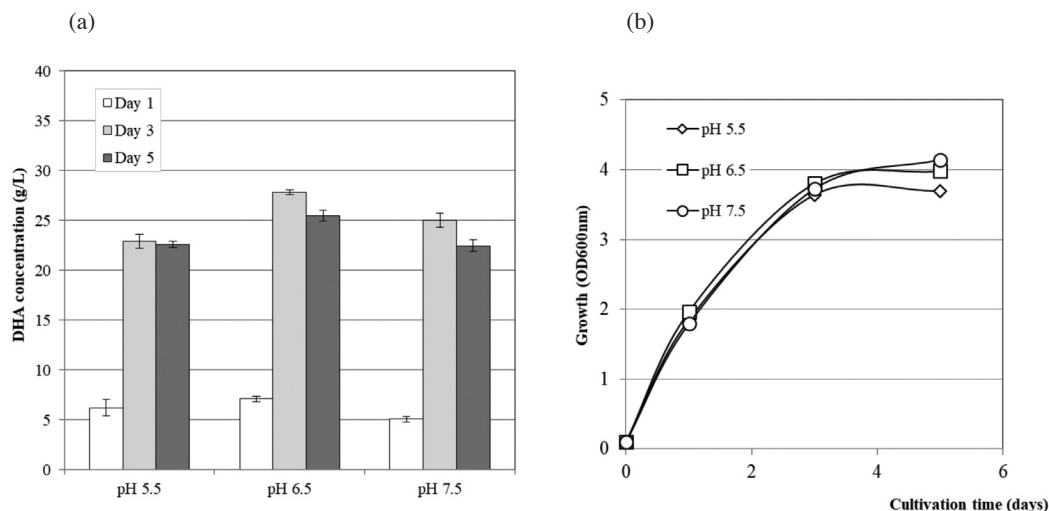 (a)
DHA concentration (g/L)
40
35
30
25
20
15
10
5
0
Day 1
Day 3
Day 5
pH 5.5
pH 6.5
pH 7.5
(b)
Growth (OD600nm)
5
4
3
2
1
0
pH 5.5
pH 6.5
pH 7.5
0
2
4
6
Cultivation time (days)